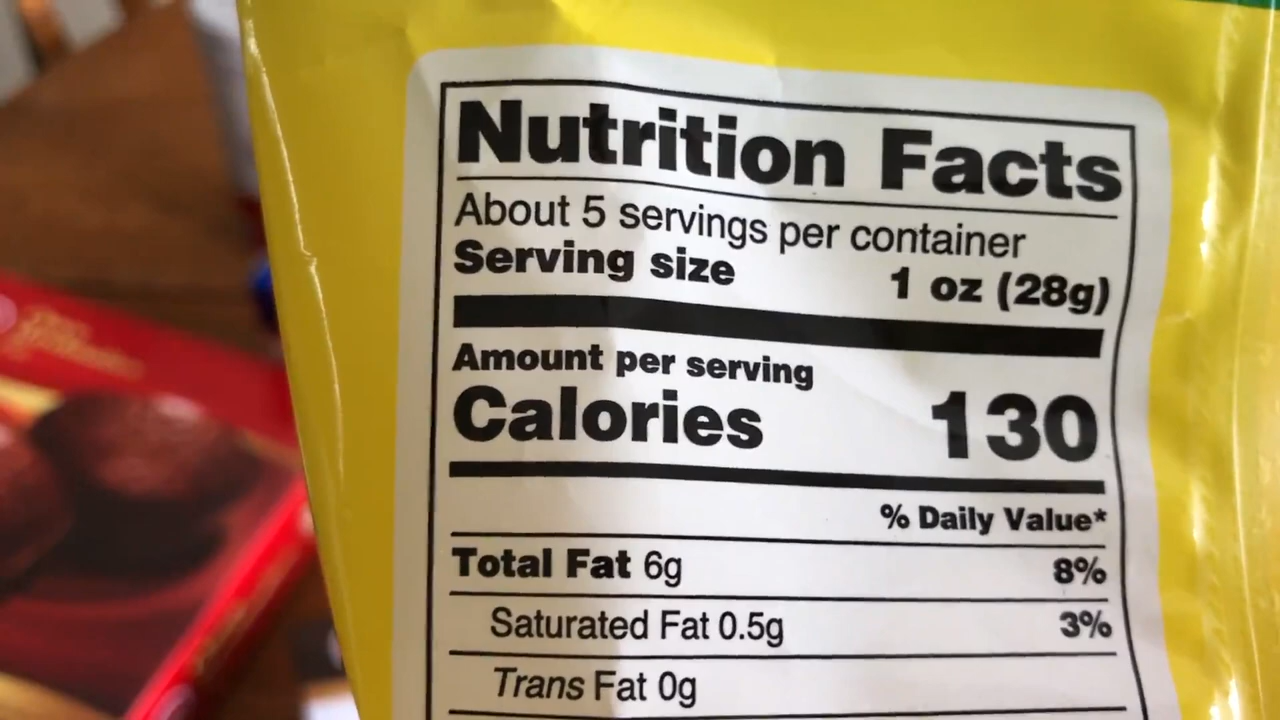 Nutrition Facts
About 5 servings per container
Serving size 1 oz (28g)
Amount per serving
Calories 130
% Daily Value*
Total Fat 6g 8%
Saturated Fat 0.5g 3%
Trans Fat 0g